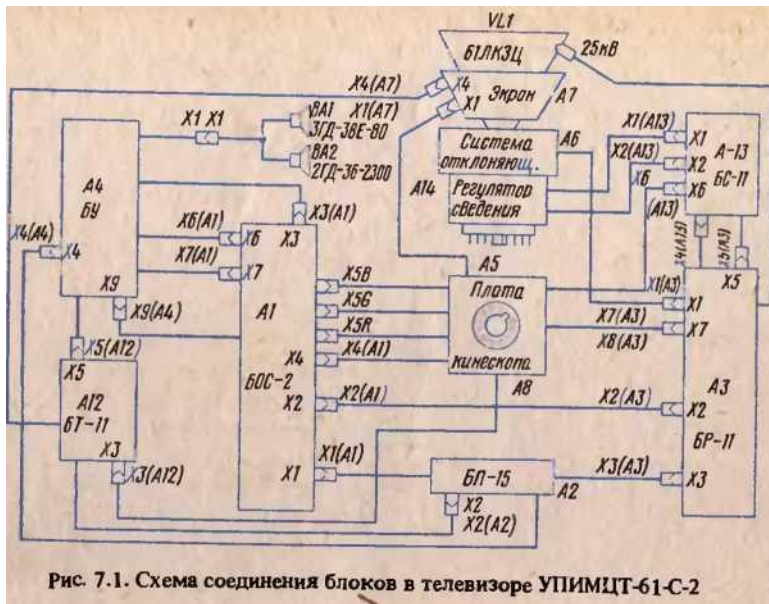 VL1
61ЛК3Ц
25кВ
X4(A7)
X4
Экран
A7
X1
X1(A7)
X1 X1
BA1
3ГД-38Е-80
BA2
2ГД-36-2300
A4
БУ
Система
отклоняющ.
A6
A14
Регулятор
сведения
X1(A13)
X2(A13)
X6
(A13)
X1
X2
X6
А-13
БС-11
X3(A1)
X3
X4(A4)
X4
X6(A1)
X6
X7(A1)
X7
X9
X9(A4)
A1
БОС-2
X5B
X5G
X5R
X4
X4(A1)
X2
X2(A1)
X1
X1(A1)
A5
Плата
кинескопа
A8
X4(A13)
X5(A3)
X5
X1(A3)
X1
X7(A3)
X7
X8(A3)
A3
БР-11
X2(A3)
X2
X3(A3)
X3
X5(A12)
X5
A12
БТ-11
X3
X3(A12)
БП-15
A2
X2
X2(A2)
Рис. 7.1. Схема соединения блоков в телевизоре УПИМЦТ-61-С-2